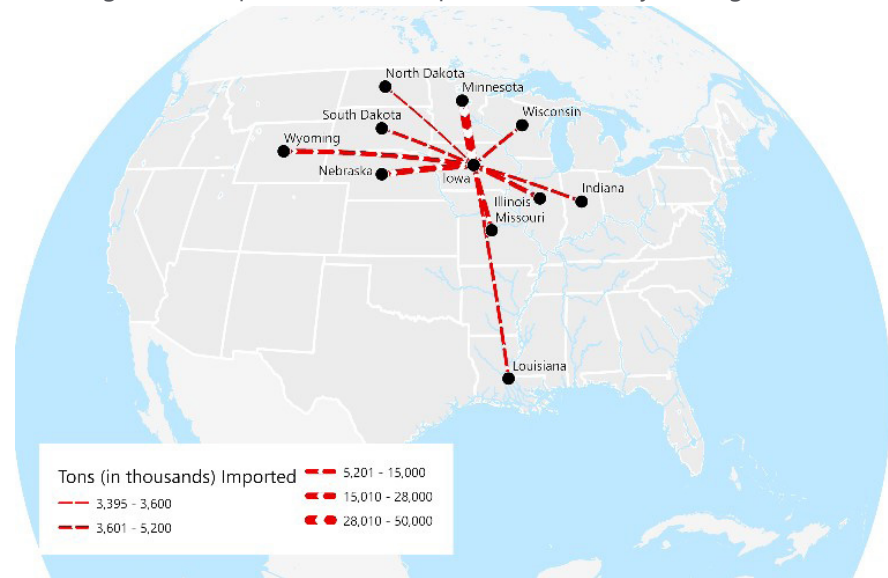 North Dakota
Minnesota
South Dakota
Wisconsin
Wyoming
Nebraska
Iowa
Indiana
Illinois
Missouri
Louisiana
Tons (in thousands) Imported
3,395 - 3,600
3,601 - 5,200
5,201 - 15,000
15,010 - 28,000
28,010 - 50,000